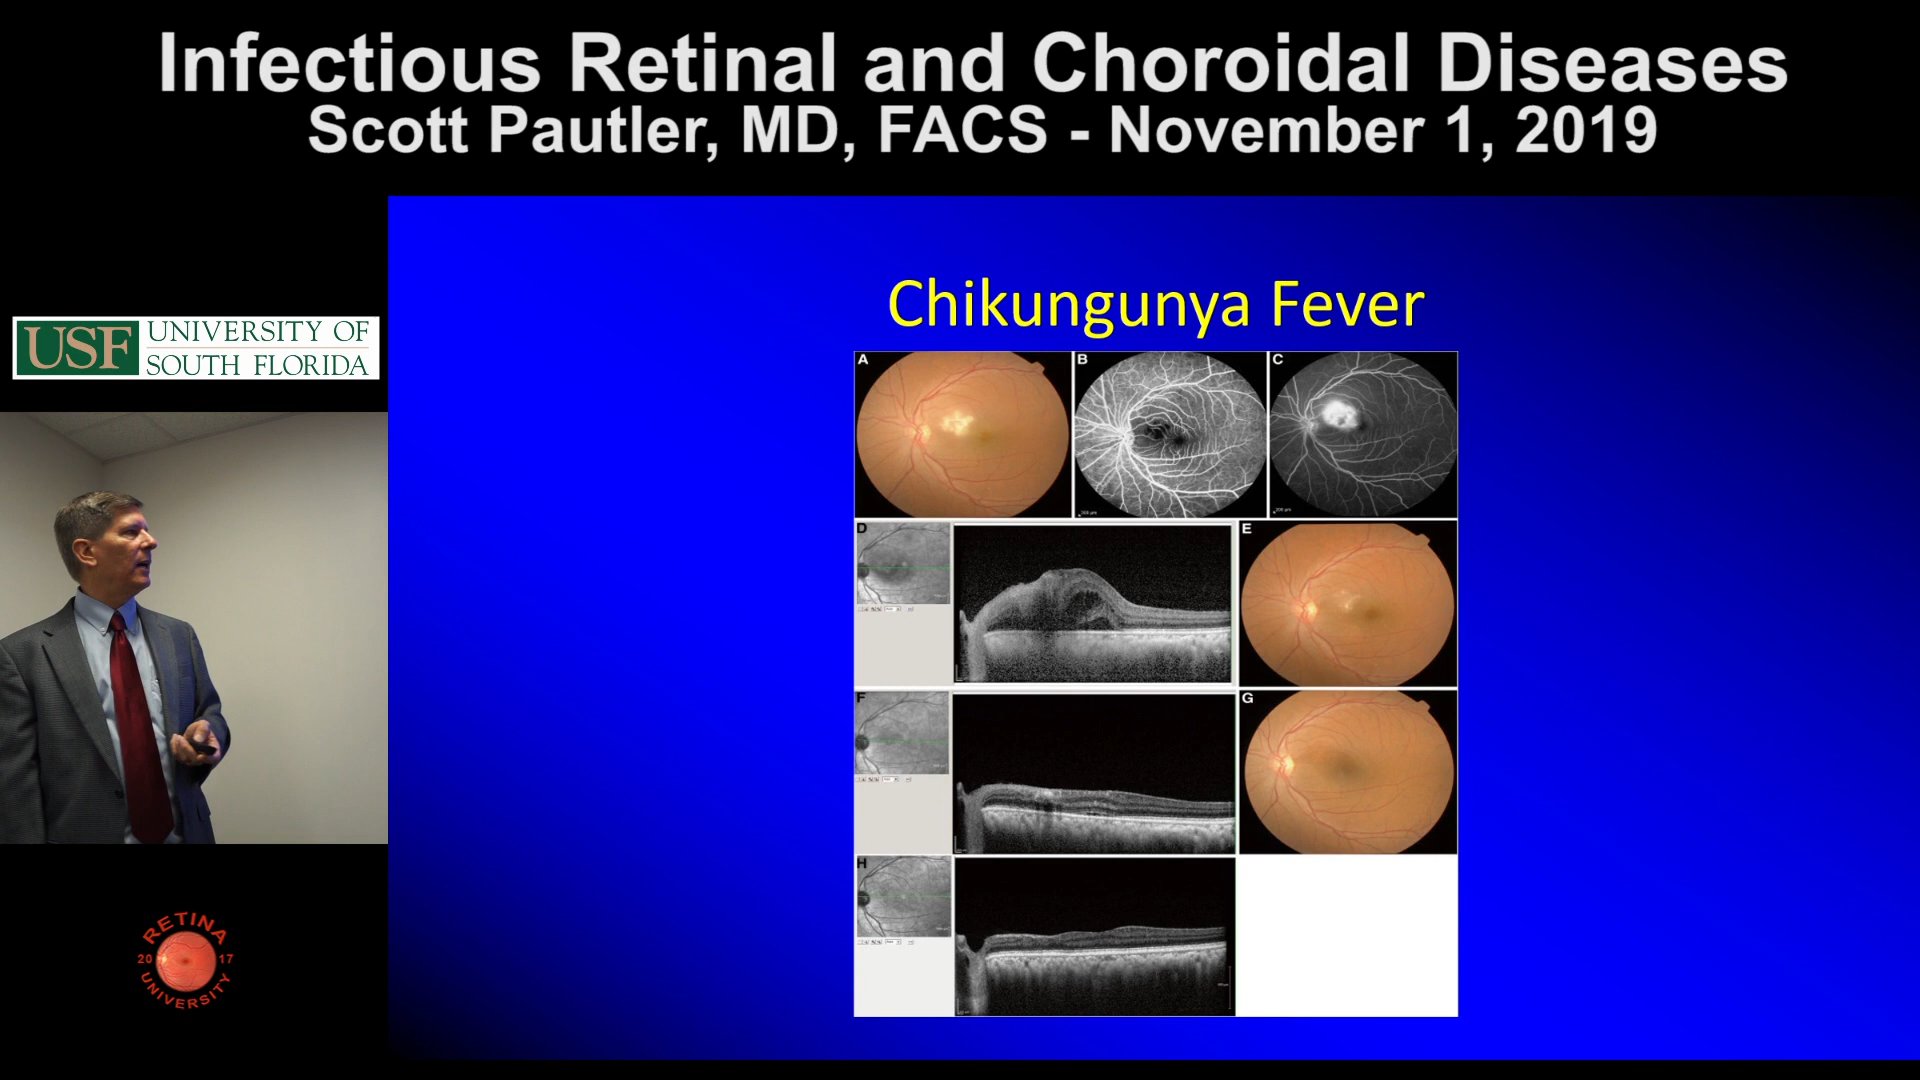 Infectious Retinal and Choroidal Diseases
Scott Pautler, MD, FACS - November 1, 2019
USF UNIVERSITY OF
SOUTH FLORIDA
Chikungunya Fever
A
B
C
D
E
F
G
H
RETINA
20 17
UNIVERSITY